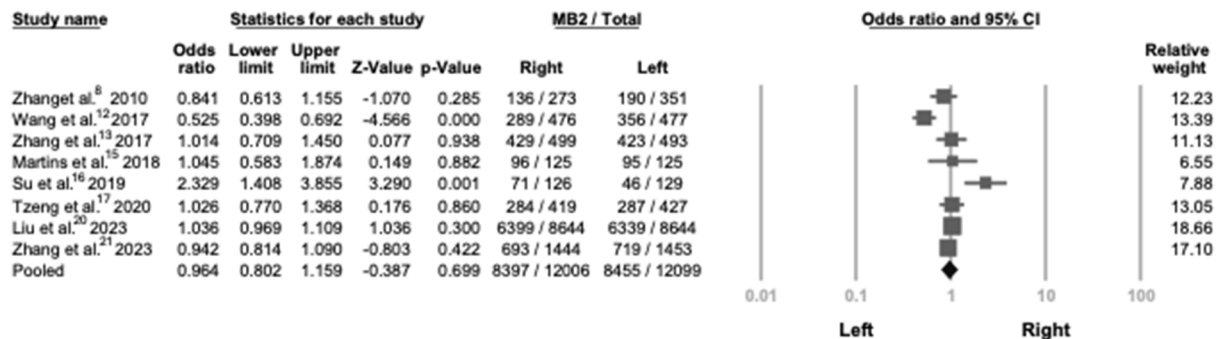 Study name Statistics for each study MB2 / Total Odds ratio and 95% CI
Odds ratio Lower limit Upper limit Z-Value p-Value Right Left Relative weight
Zhanget al.8 2010 0.841 0.613 1.155 -1.070 0.285 136 / 273 190 / 351 12.23
Wang et al.12 2017 0.525 0.398 0.692 -4.566 0.000 289 / 476 356 / 477 13.39
Zhang et al.13 2017 1.014 0.709 1.450 0.077 0.938 429 / 499 423 / 493 11.13
Martins et al.15 2018 1.045 0.583 1.874 0.149 0.882 96 / 125 95 / 125 6.55
Su et al.16 2019 2.329 1.408 3.855 3.290 0.001 71 / 126 46 / 129 7.88
Tzeng et al.17 2020 1.026 0.770 1.368 0.176 0.860 284 / 419 287 / 427 13.05
Liu et al.20 2023 1.036 0.969 1.109 1.036 0.300 6399 / 8644 6339 / 8644 18.66
Zhang et al.21 2023 0.942 0.814 1.090 -0.803 0.422 693 / 1444 719 / 1453 17.10
Pooled 0.964 0.802 1.159 -0.387 0.699 8397 / 12006 8455 / 12099
0.01 0.1 1 10 100
Left Right